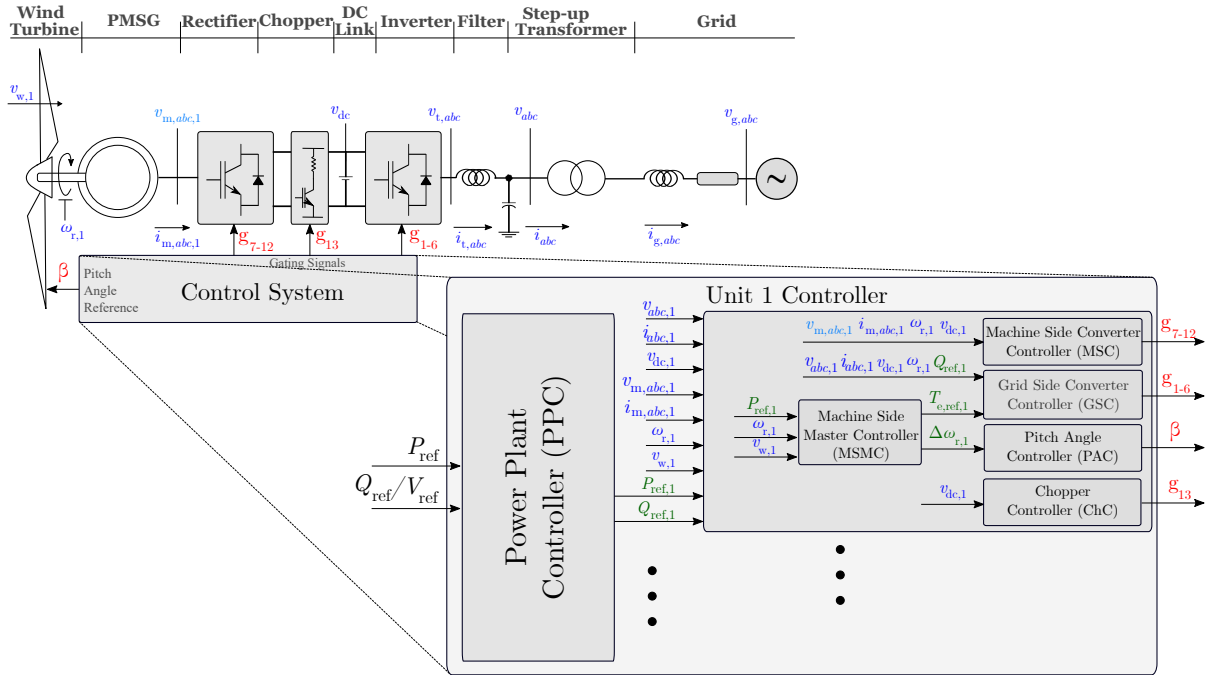 Wind Turbine
PMSG
Rectifier
Chopper
DC Link
Inverter
Filter
Step-up Transformer
Grid
v_w,1
v_m,abc,1
v_dc
v_t,abc
v_abc
v_g,abc
~
ω_r,1
i_m,abc,1
g_7-12
g_13
g_1-6
i_t,abc
i_abc
i_g,abc
β
Gating Signals
Pitch
Angle
Reference
Control System
Unit 1 Controller
P_ref
Q_ref/V_ref
Power Plant
Controller (PPC)
v_abc,1
i_abc,1
v_dc,1
v_m,abc,1
i_m,abc,1
ω_r,1
v_w,1
P_ref,1
Q_ref,1
v_m,abc,1 i_m,abc,1 ω_r,1 v_dc,1
Machine Side Converter
Controller (MSC)
g_7-12
v_abc,1 i_abc,1 v_dc,1 ω_r,1 Q_ref,1
Grid Side Converter
Controller (GSC)
g_1-6
P_ref,1
ω_r,1
v_w,1
Machine Side
Master Controller
(MSMC)
T_e,ref,1
Δω_r,1
Pitch Angle
Controller (PAC)
β
v_dc,1
Chopper
Controller (ChC)
g_13